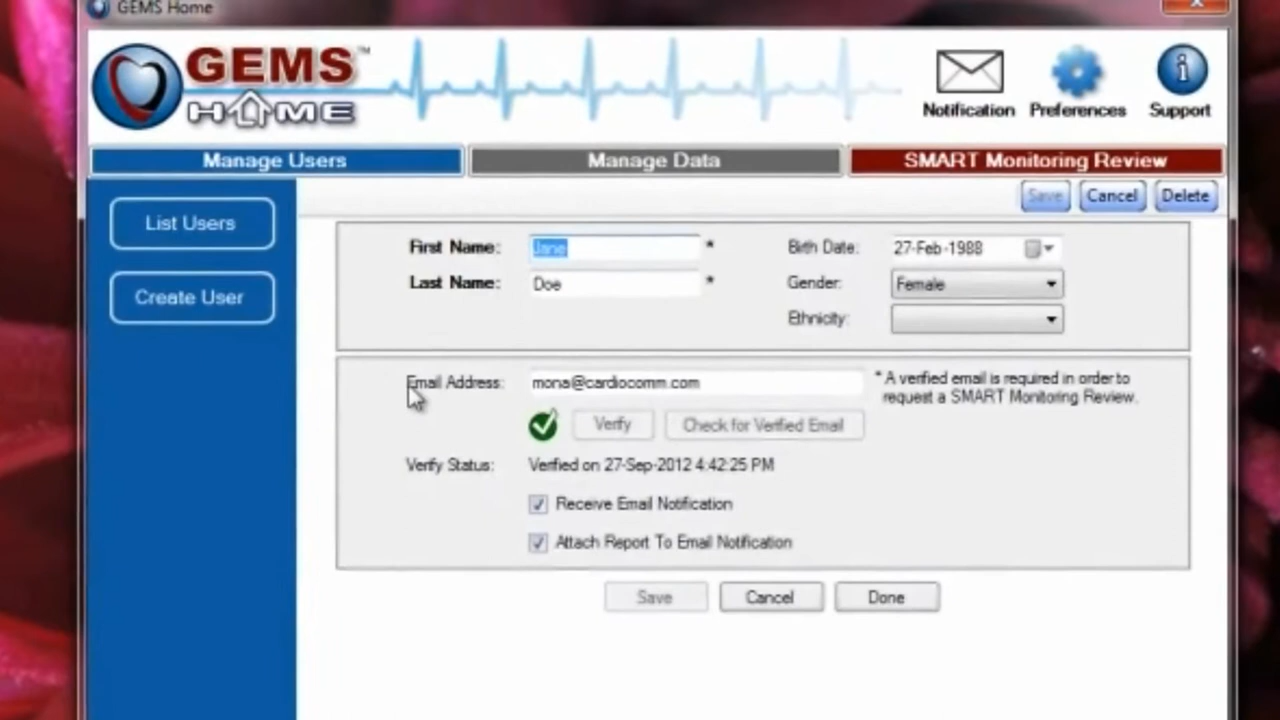 GEMS Home
GEMS™
HOME
Notification Preferences Support
Manage Users Manage Data SMART Monitoring Review
Save Cancel Delete
List Users
Create User
First Name: Jane * Birth Date: 27-Feb-1988
Last Name: Doe * Gender: Female
Ethnicity:
Email Address: mona@cardiocomm.com * A verified email is required in order to
request a SMART Monitoring Review.
Verify Check for Verified Email
Verify Status: Verified on 27-Sep-2012 4:42:25 PM
Receive Email Notification
Attach Report To Email Notification
Save Cancel Done